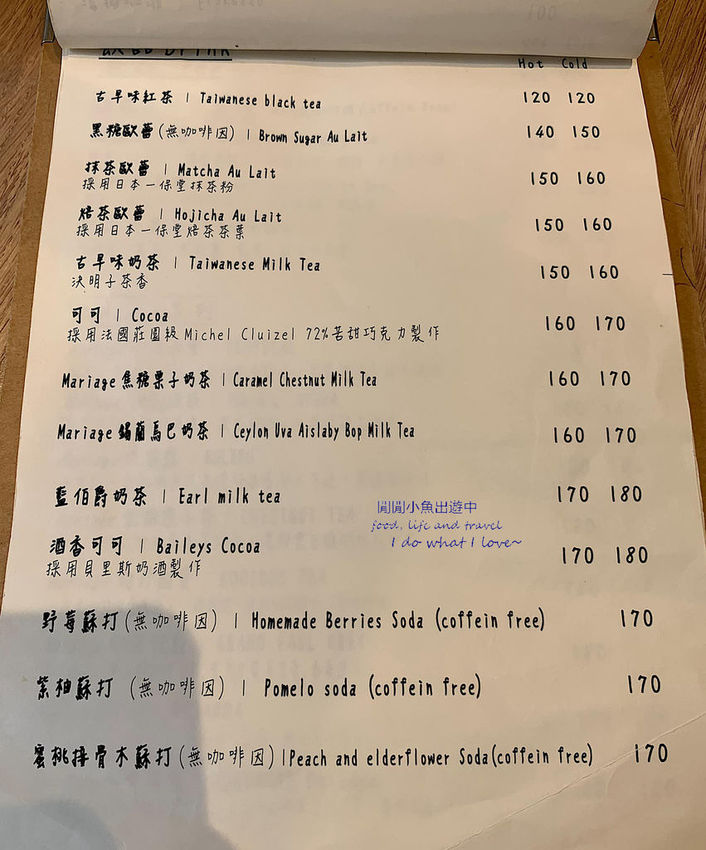 DRINK
Hot Cold
古早味紅茶 | Taiwanese black tea 120 120
黑糖歐蕾(無咖啡因) | Brown Sugar Au Lait 140 150
抹茶歐蕾 | Matcha Au Lait 150 160
採用日本一保堂抹茶粉
焙茶歐蕾 | Hojicha Au Lait 150 160
採用日本一保堂焙茶茶葉
古早味奶茶 | Taiwanese Milk Tea 150 160
決明子茶香
可可 | Cocoa 160 170
採用法國莊園級Michel Cluizel 72%苦甜巧克力製作
Mariage焦糖栗子奶茶 | Caramel Chestnut Milk Tea 160 170
Mariage錫蘭烏巴奶茶 | Ceylon Uva Aislaby Bop Milk Tea 160 170
藍伯爵奶茶 | Earl milk tea 170 180
閒閒小魚出遊中
food, life and travel
I do what I love~
酒香可可 | Baileys Cocoa 170 180
採用貝里斯奶酒製作
野莓蘇打(無咖啡因) | Homemade Berries Soda (coffein free) 170
紫柚蘇打 (無咖啡因) | Pomelo soda (coffein free) 170
蜜桃接骨木蘇打(無咖啡因)|Peach and elderflower Soda(coffein free) 170